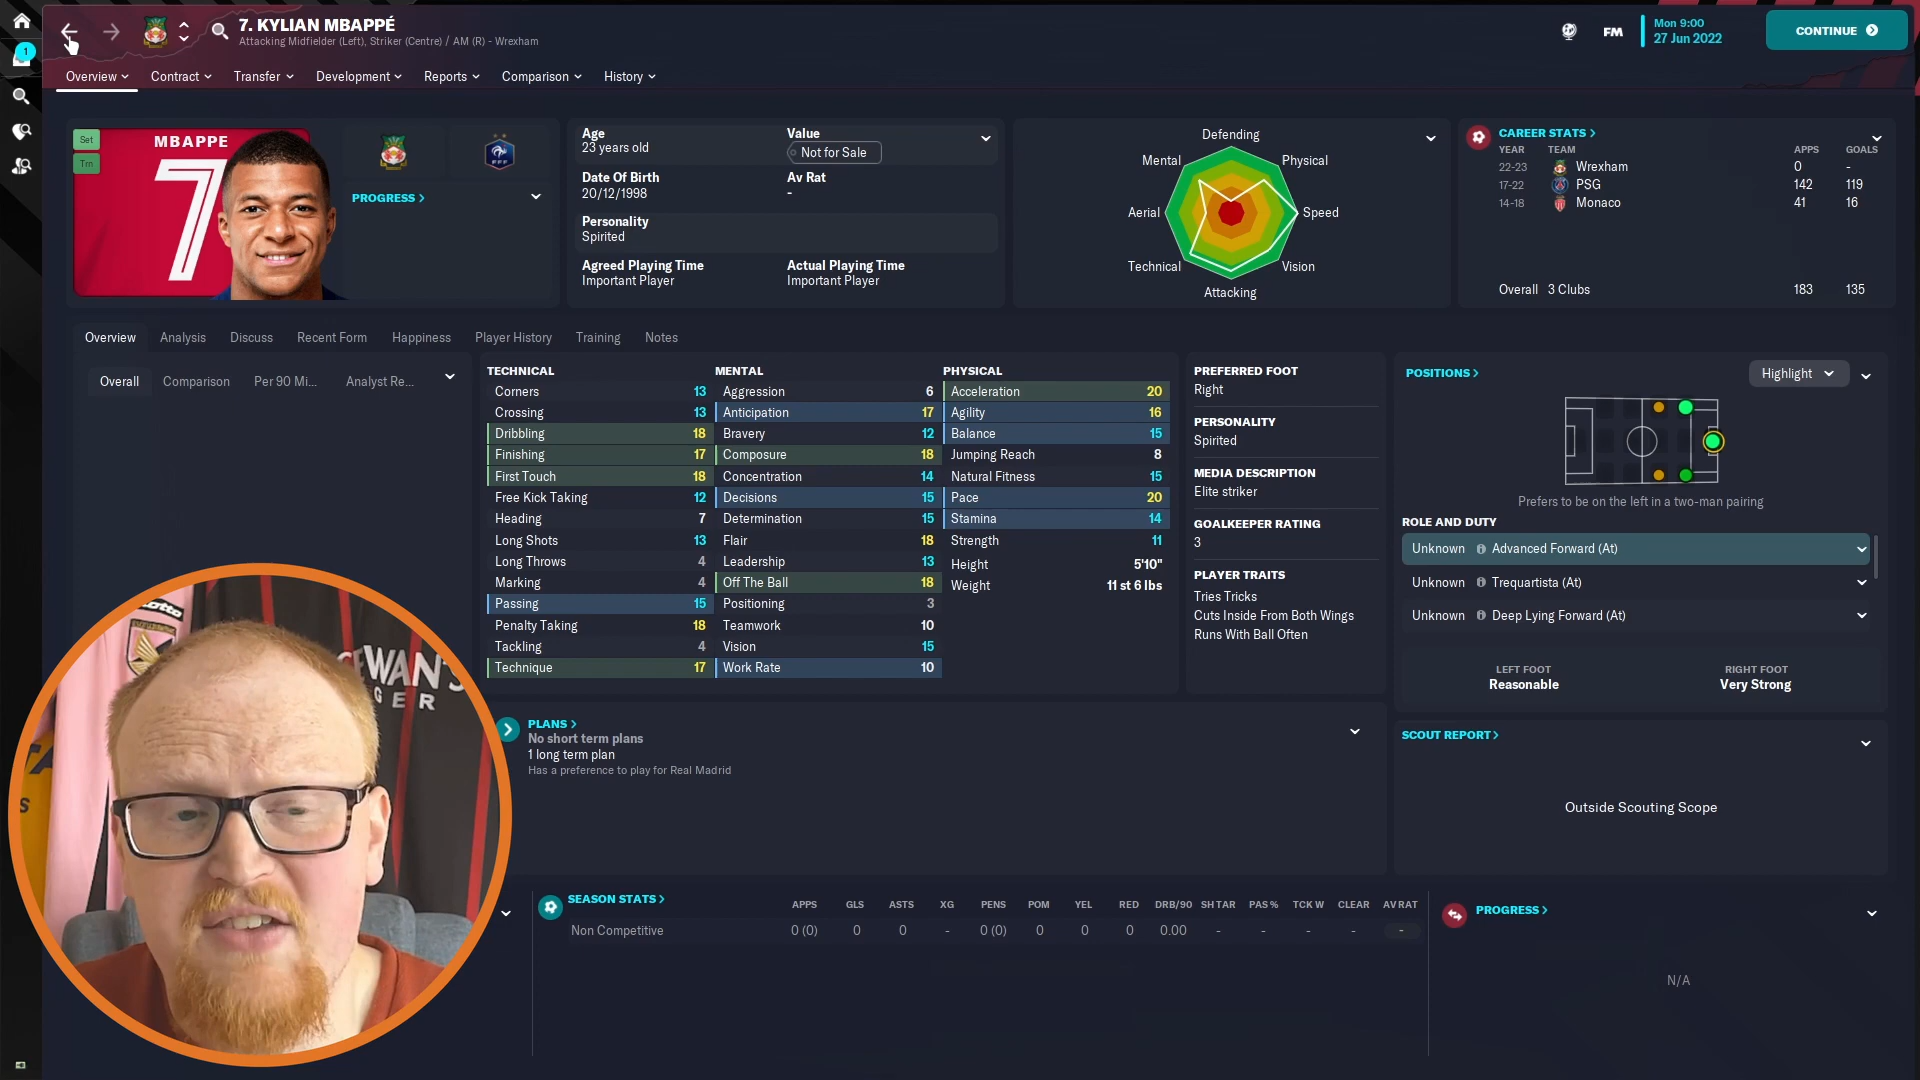 7. KYLIAN MBAPPÉ
Attacking Midfielder (Left), Striker (Centre) / AM (R) - Wrexham
FM
Mon 9:00
27 Jun 2022
CONTINUE
1
Overview
Contract
Transfer
Development
Reports
Comparison
History
Set
Trn
MBAPPE
7
FFF
PROGRESS >
Age
23 years old
Value
Not for Sale
Date Of Birth
20/12/1998
Av Rat
-
Personality
Spirited
Agreed Playing Time
Important Player
Actual Playing Time
Important Player
Defending
Mental
Physical
Aerial
Speed
Technical
Vision
Attacking
CAREER STATS >
YEAR TEAM APPS GOALS
22-23 Wrexham 0 -
17-22 PSG 142 119
14-18 Monaco 41 16
Overall 3 Clubs 183 135
Overview Analysis Discuss Recent Form Happiness Player History Training Notes
Overall Comparison Per 90 Mi... Analyst Re...
TECHNICAL
Corners 13
Crossing 13
Dribbling 18
Finishing 17
First Touch 18
Free Kick Taking 12
Heading 7
Long Shots 13
Long Throws 4
Marking 4
Passing 15
Penalty Taking 18
Tackling 4
Technique 17
MENTAL
Aggression 6
Anticipation 17
Bravery 12
Composure 18
Concentration 14
Decisions 15
Determination 15
Flair 18
Leadership 13
Off The Ball 18
Positioning 3
Teamwork 10
Vision 15
Work Rate 10
PHYSICAL
Acceleration 20
Agility 16
Balance 15
Jumping Reach 8
Natural Fitness 15
Pace 20
Stamina 14
Strength 11
Height 5'10"
Weight 11 st 6 lbs
PREFERRED FOOT
Right
PERSONALITY
Spirited
MEDIA DESCRIPTION
Elite striker
GOALKEEPER RATING
3
PLAYER TRAITS
Tries Tricks
Cuts Inside From Both Wings
Runs With Ball Often
POSITIONS >
Highlight
Prefers to be on the left in a two-man pairing
ROLE AND DUTY
Unknown Advanced Forward (At)
Unknown Trequartista (At)
Unknown Deep Lying Forward (At)
LEFT FOOT
Reasonable
RIGHT FOOT
Very Strong
PLANS >
No short term plans
1 long term plan
Has a preference to play for Real Madrid
SCOUT REPORT >
Outside Scouting Scope
SEASON STATS >
APPS GLS ASTS XG PENS POM YEL RED DRB/90 SH TAR PAS % TCK W CLEAR AV RAT
Non Competitive 0 (0) 0 0 - 0 (0) 0 0 0 0.00 - - - - -
PROGRESS >
N/A